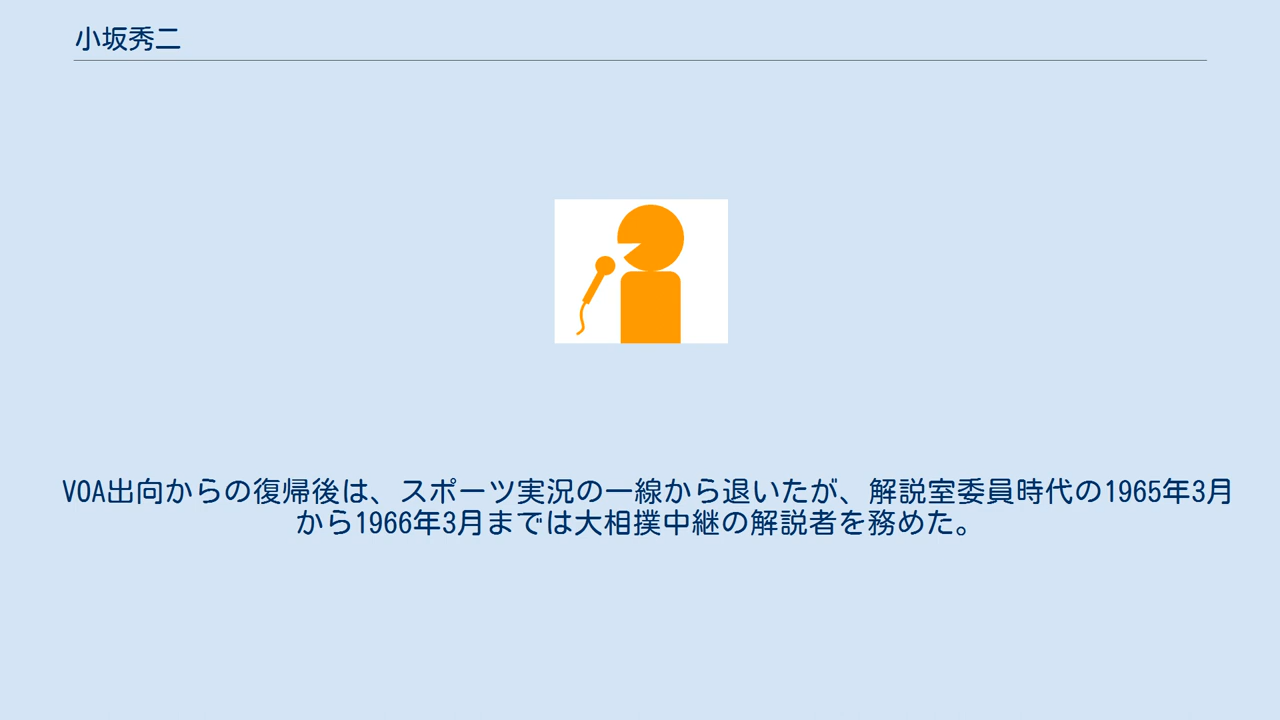 小坂秀二
VOA出向からの復帰後は、スポーツ実況の一線から退いたが、解説室委員時代の1965年3月
から1966年3月までは大相撲中継の解説者を務めた。